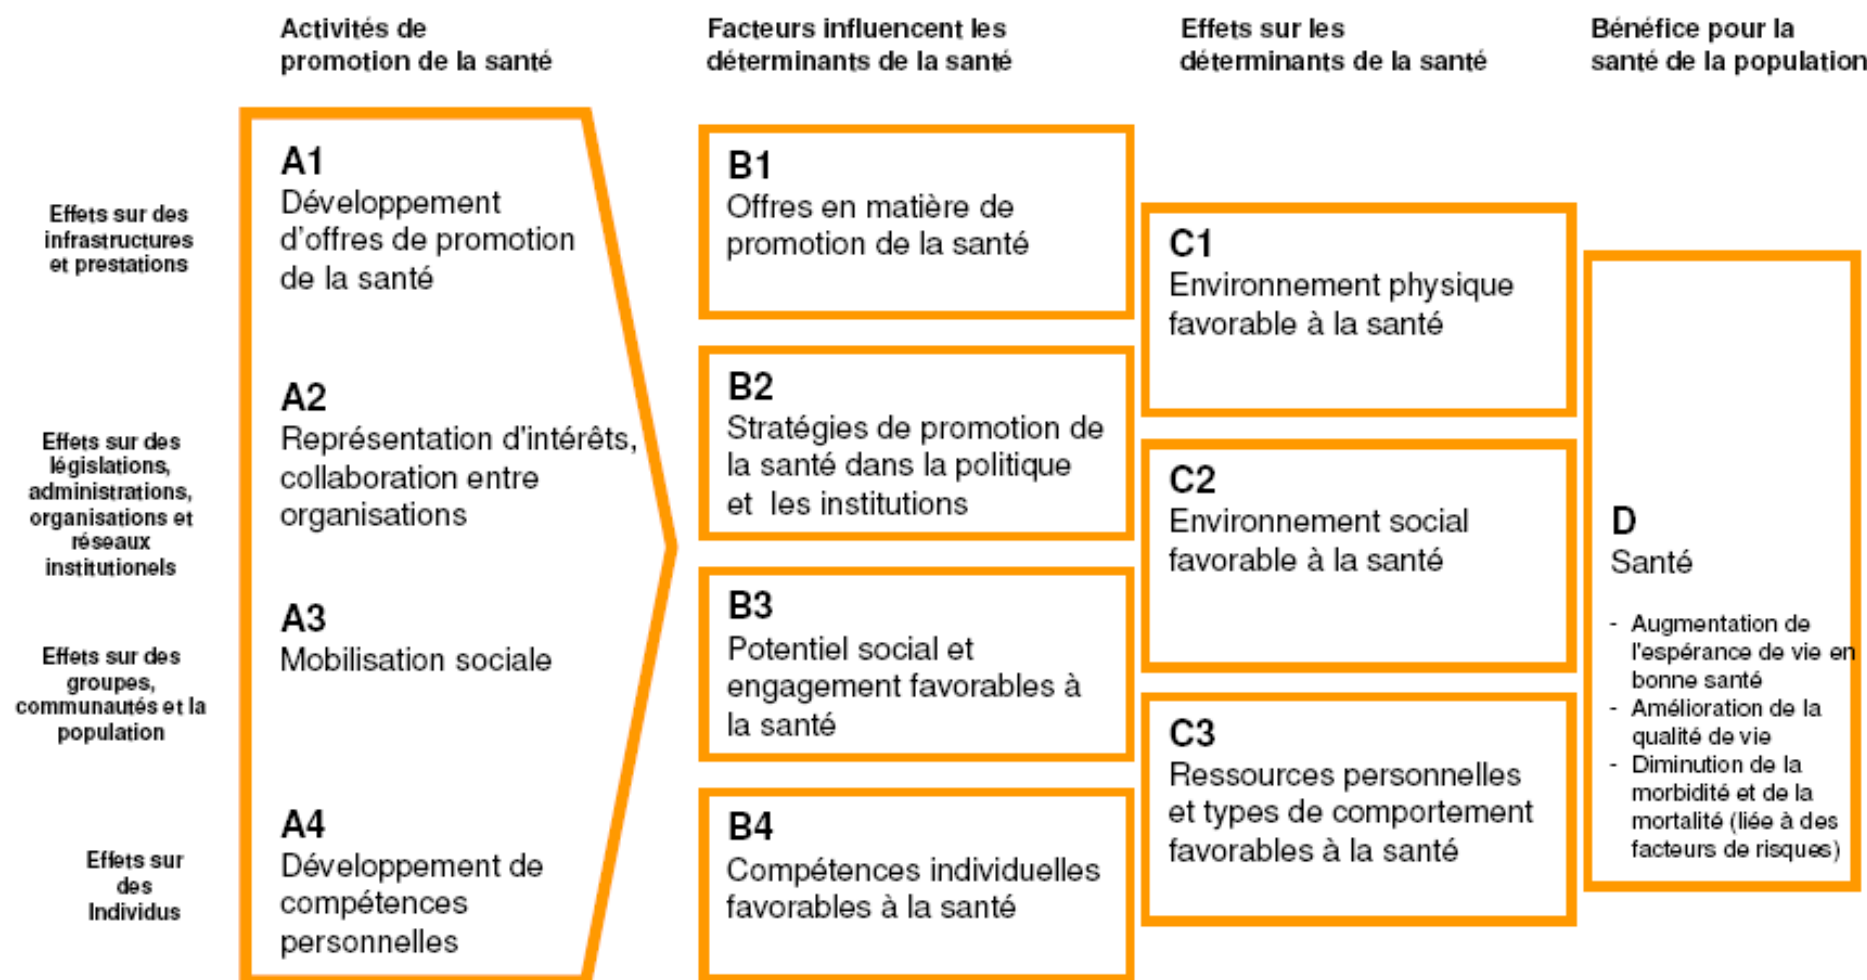 Activités de
promotion de la santé
Facteurs influencent les
déterminants de la santé
Effets sur les
déterminants de la santé
Bénéfice pour la
santé de la population
Effets sur des
infrastructures
et prestations
A1
Développement
d'offres de promotion
de la santé
B1
Offres en matière de
promotion de la santé
C1
Environnement physique
favorable à la santé
Effets sur des
législations,
administrations,
organisations et
réseaux
institutionels
A2
Représentation d'intérêts,
collaboration entre
organisations
B2
Stratégies de promotion de
la santé dans la politique
et les institutions
C2
Environnement social
favorable à la santé
Effets sur des
groupes,
communautés et la
population
A3
Mobilisation sociale
B3
Potentiel social et
engagement favorables à
la santé
C3
Ressources personnelles
et types de comportement
favorables à la santé
Effets sur
des
Individus
A4
Développement de
compétences
personnelles
B4
Compétences individuelles
favorables à la santé
D
Santé
- Augmentation de
l'espérance de vie en
bonne santé
- Amélioration de la
qualité de vie
- Diminution de la
morbidité et de la
mortalité (liée à des
facteurs de risques)